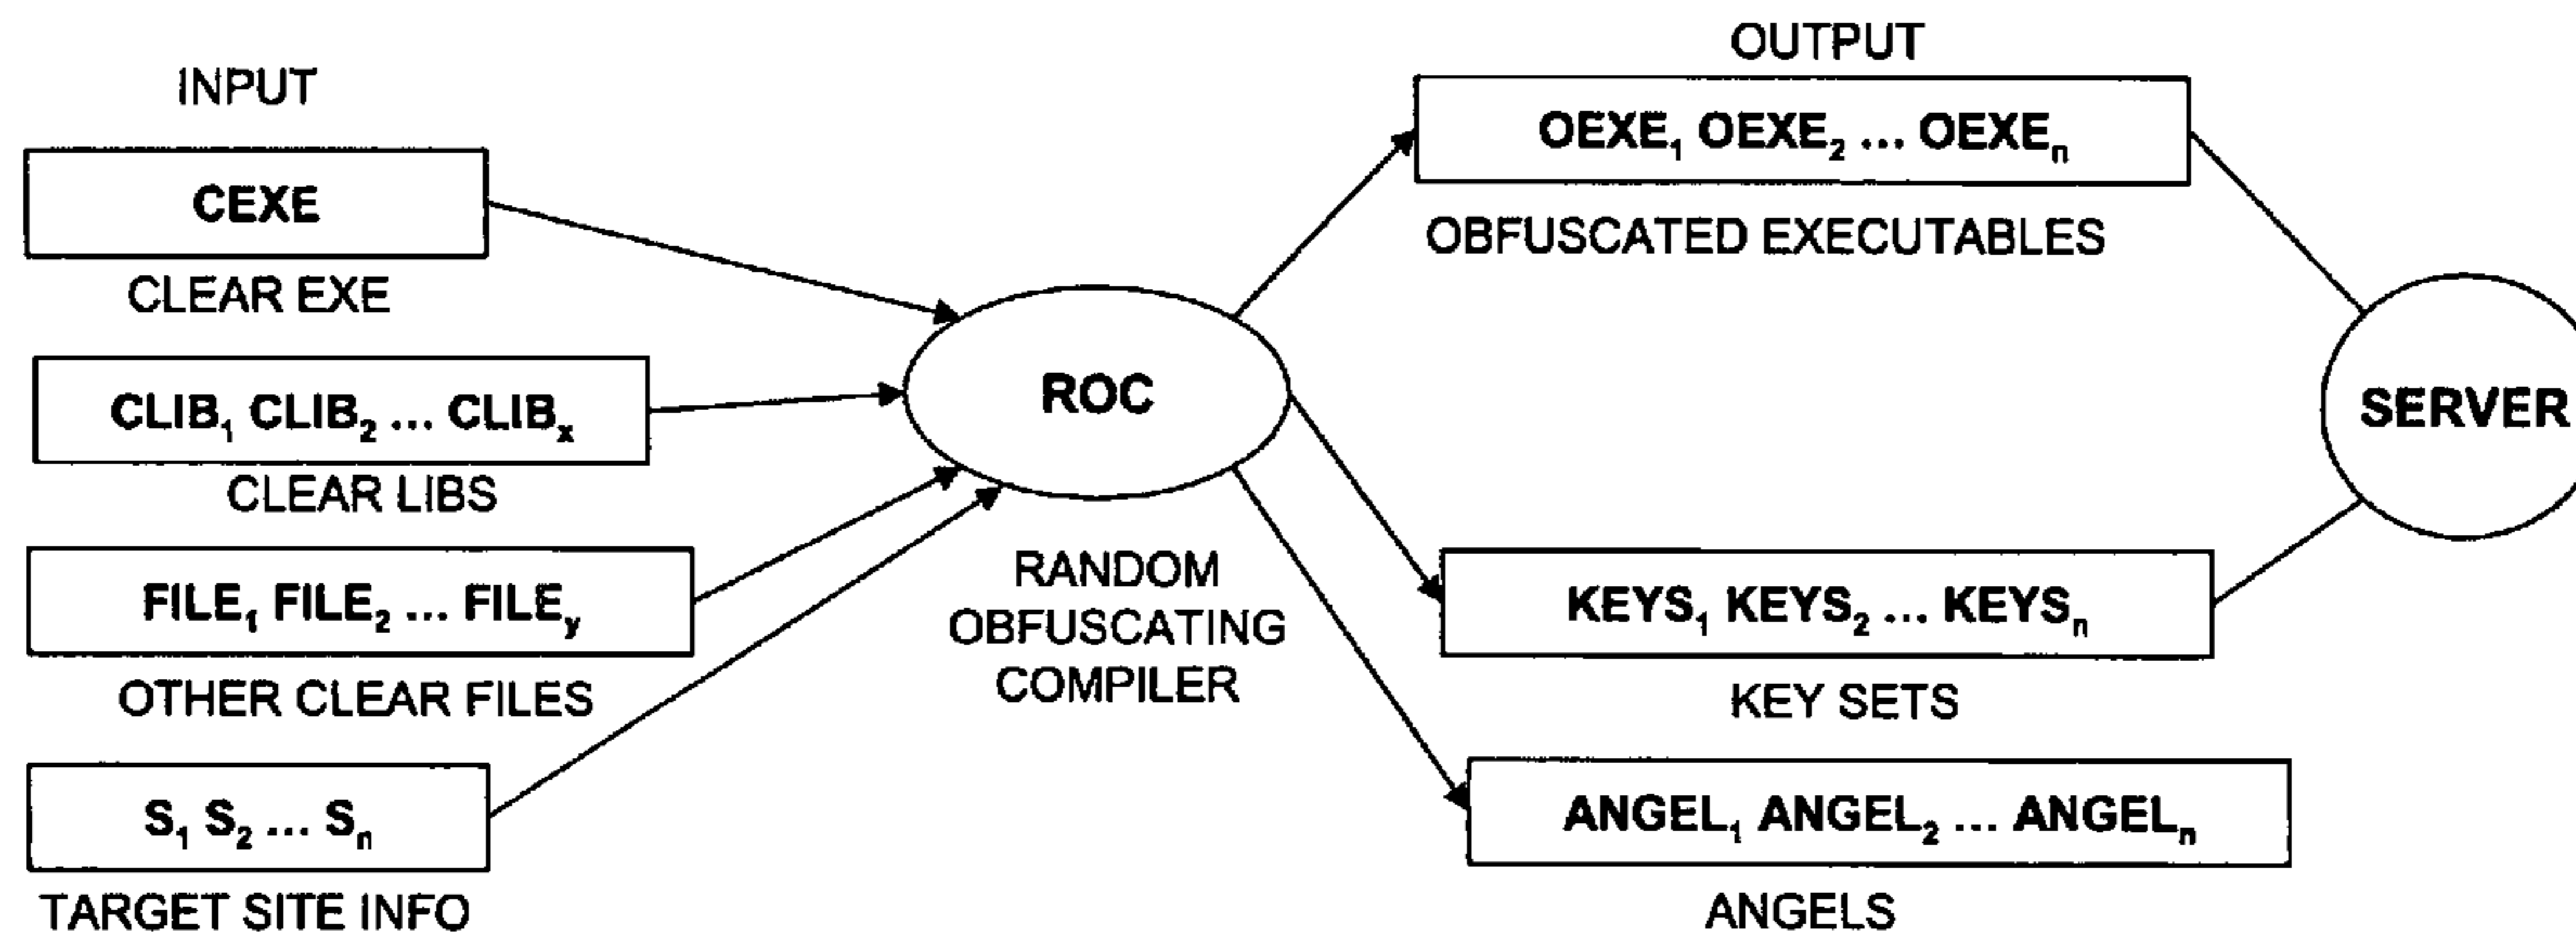 INPUT
CEXE
CLEAR EXE
CLIB₁ CLIB₂ ... CLIBₓ
CLEAR LIBS
FILE₁ FILE₂ ... FILEᵧ
OTHER CLEAR FILES
S₁ S₂ ... Sₙ
TARGET SITE INFO
ROC
RANDOM
OBFUSCATING
COMPILER
OUTPUT
OEXE₁ OEXE₂ ... OEXEₙ
OBFUSCATED EXECUTABLES
KEYS₁ KEYS₂ ... KEYSₙ
KEY SETS
ANGEL₁ ANGEL₂ ... ANGELₙ
ANGELS
SERVER